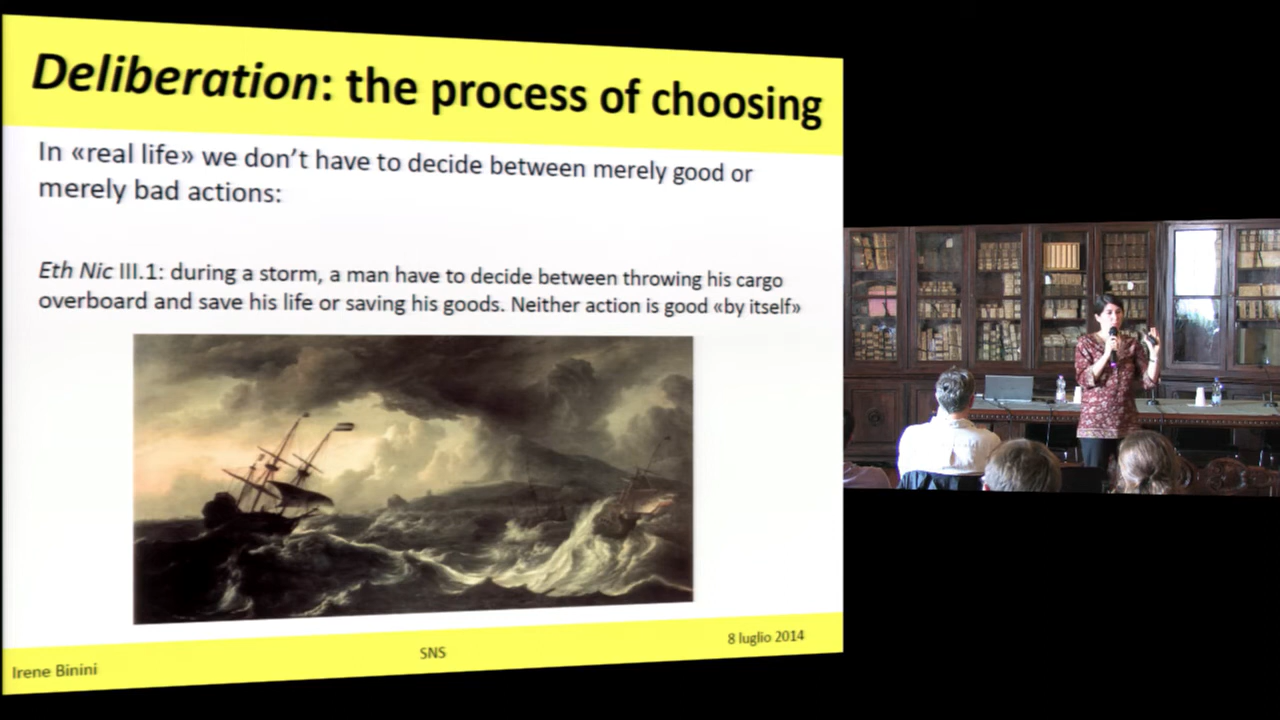 Deliberation: the process of choosing
In «real life» we don't have to decide between merely good or
merely bad actions:
Eth Nic III.1: during a storm, a man have to decide between throwing his cargo
overboard and save his life or saving his goods. Neither action is good «by itself»
Irene Binini
SNS
8 luglio 2014